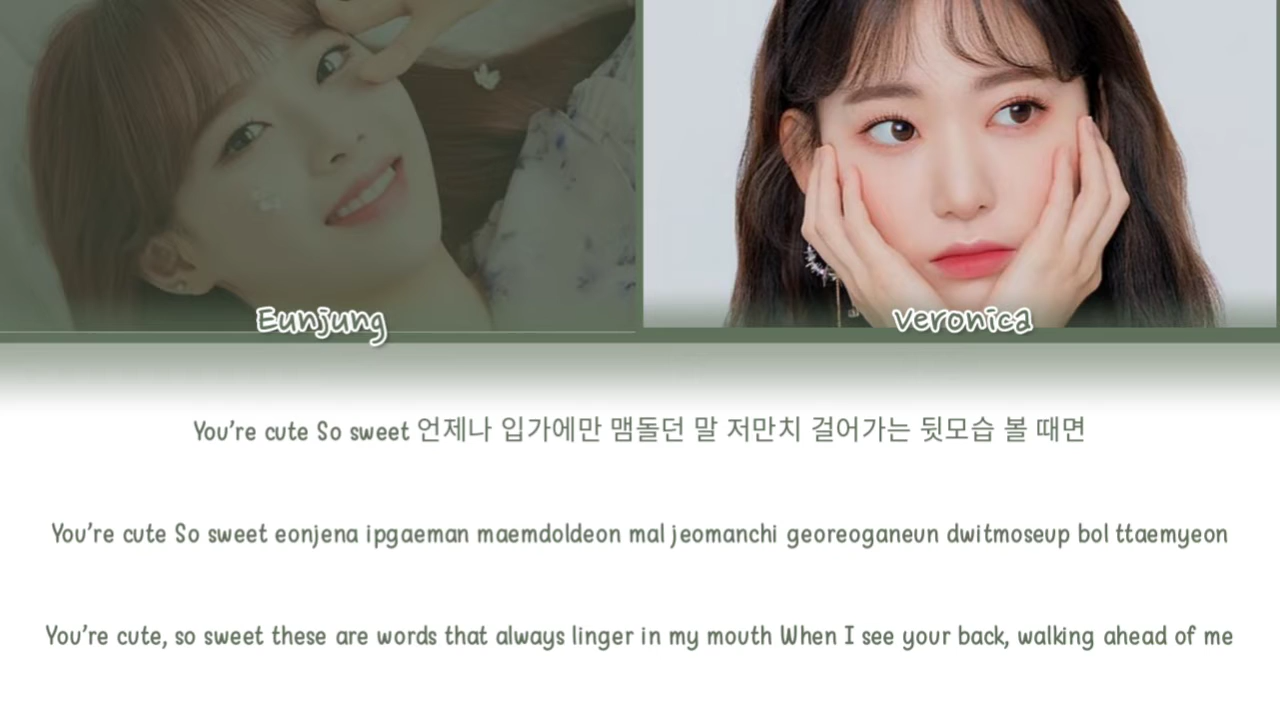 Eunjung
veronica
You're cute So sweet 언제나 입가에만 맴돌던 말 저만치 걸어가는 뒷모습 볼 때면
You're cute So sweet eonjena ipgaeman maemdoldeon mal jeomanchi georeoganeun dwitmoseup bol ttaemyeon
You're cute, so sweet these are words that always linger in my mouth When I see your back, walking ahead of me